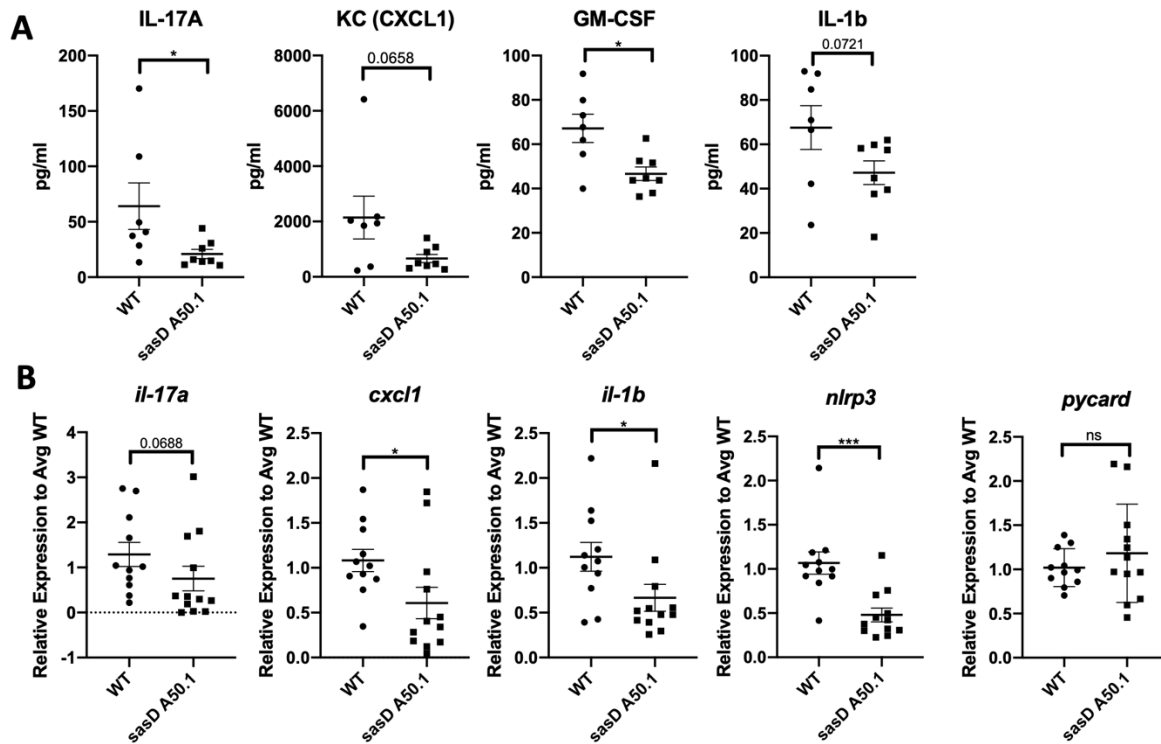 A
IL-17A
KC (CXCL1)
GM-CSF
IL-1b
pg/ml
200
150
100
50
0
*
WT
sasD A50.1
pg/ml
8000
6000
4000
2000
0
0.0658
WT
sasD A50.1
pg/ml
100
80
60
40
20
0
*
WT
sasD A50.1
pg/ml
100
80
60
40
20
0
0.0721
WT
sasD A50.1
B
il-17a
cxcl1
il-1b
nlrp3
pycard
Relative Expression to Avg WT
4
3
2
1
0
-1
0.0688
WT
sasD A50.1
Relative Expression to Avg WT
2.5
2.0
1.5
1.0
0.5
0.0
*
WT
sasD A50.1
Relative Expression to Avg WT
2.5
2.0
1.5
1.0
0.5
0.0
*
WT
sasD A50.1
Relative Expression to Avg WT
2.5
2.0
1.5
1.0
0.5
0.0
***
WT
sasD A50.1
Relative Expression to Avg WT
2.5
2.0
1.5
1.0
0.5
0.0
ns
WT
sasD A50.1